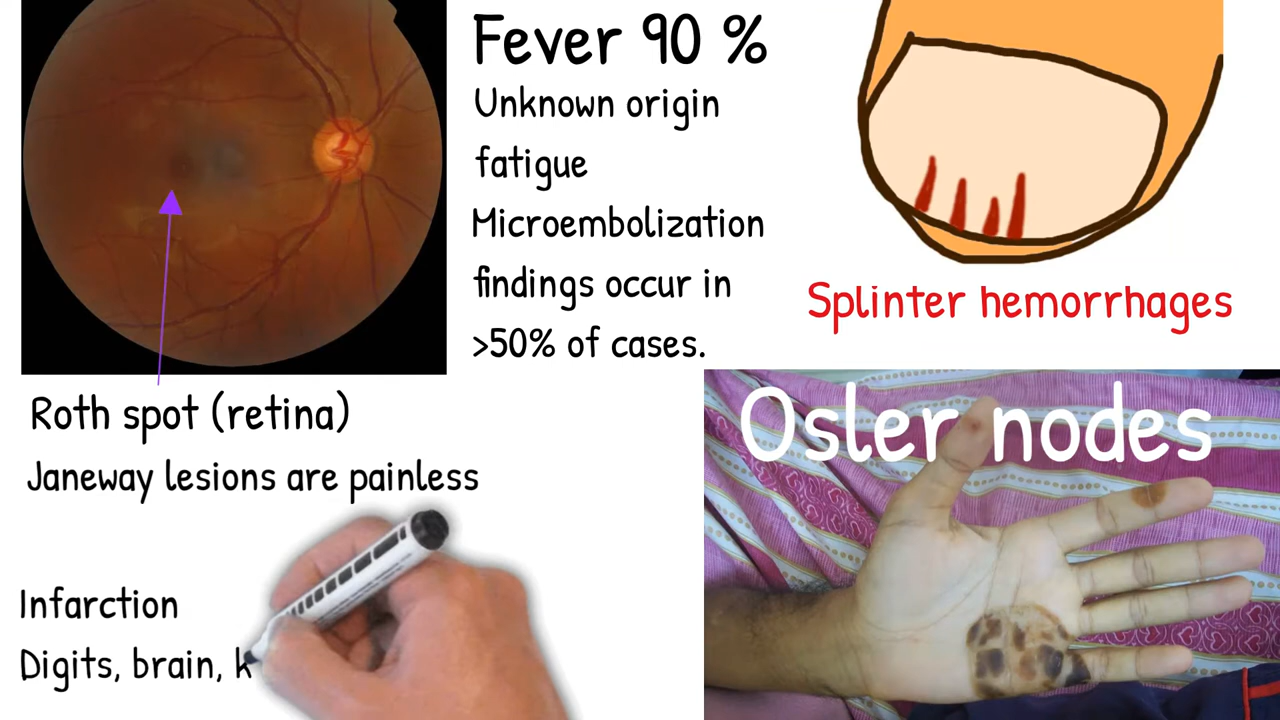 Fever 90 %
Unknown origin
fatigue
Microembolization
findings occur in
>50% of cases.
Splinter hemorrhages
Roth spot (retina)
Janeway lesions are painless
Infarction
Digits, brain, k
Osler nodes